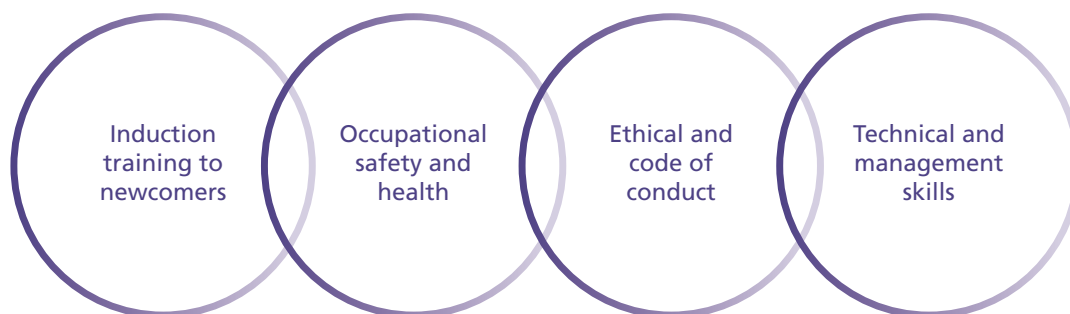 Induction
training to
newcomers
Occupational
safety and
health
Ethical and
code of
conduct
Technical and
management
skills